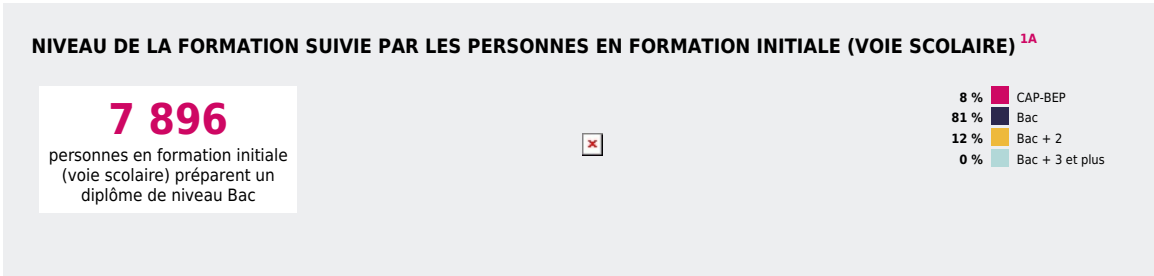 NIVEAU DE LA FORMATION SUIVIE PAR LES PERSONNES EN FORMATION INITIALE (VOIE SCOLAIRE) 1A
7 896
personnes en formation initiale
(voie scolaire) préparent un
diplôme de niveau Bac
8 % CAP-BEP
81 % Bac
12 % Bac + 2
0 % Bac + 3 et plus